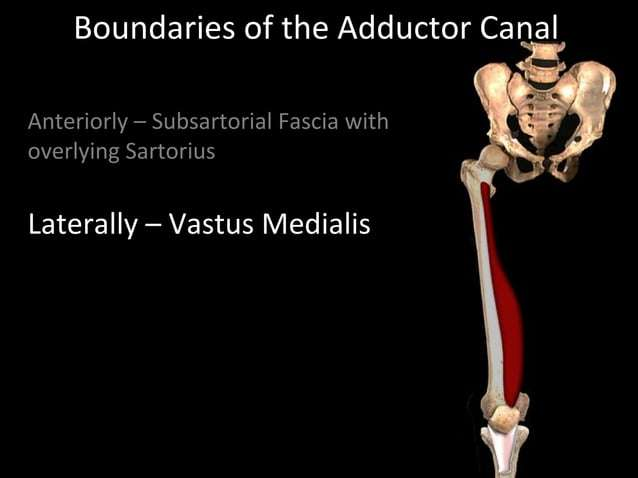 Boundaries of the Adductor Canal
Anteriorly – Subsartorial Fascia with
overlying Sartorius
Laterally – Vastus Medialis